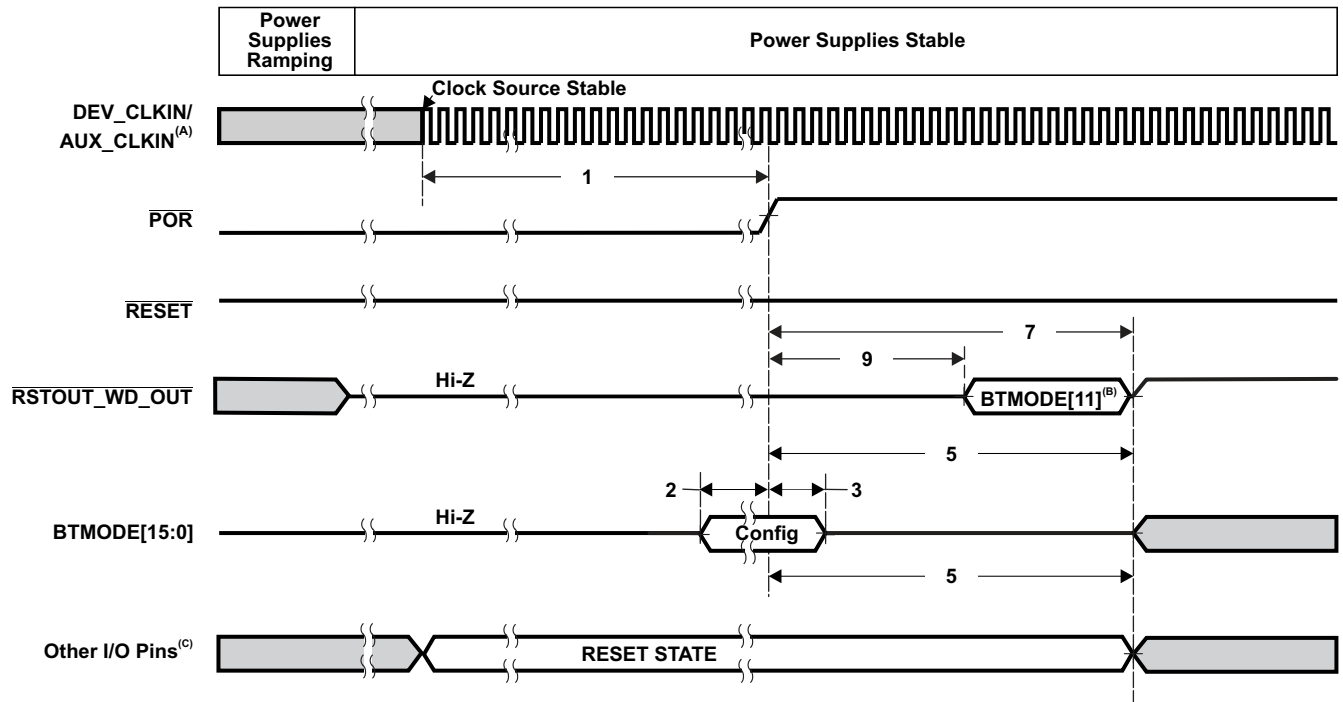 Power
Supplies
Ramping
Power Supplies Stable
Clock Source Stable
DEV_CLKIN/
AUX_CLKIN(A)
1
POR
RESET
7
9
RSTOUT_WD_OUT
Hi-Z
BTMODE[11](B)
5
2
3
BTMODE[15:0]
Hi-Z
Config
5
Other I/O Pins(C)
RESET STATE